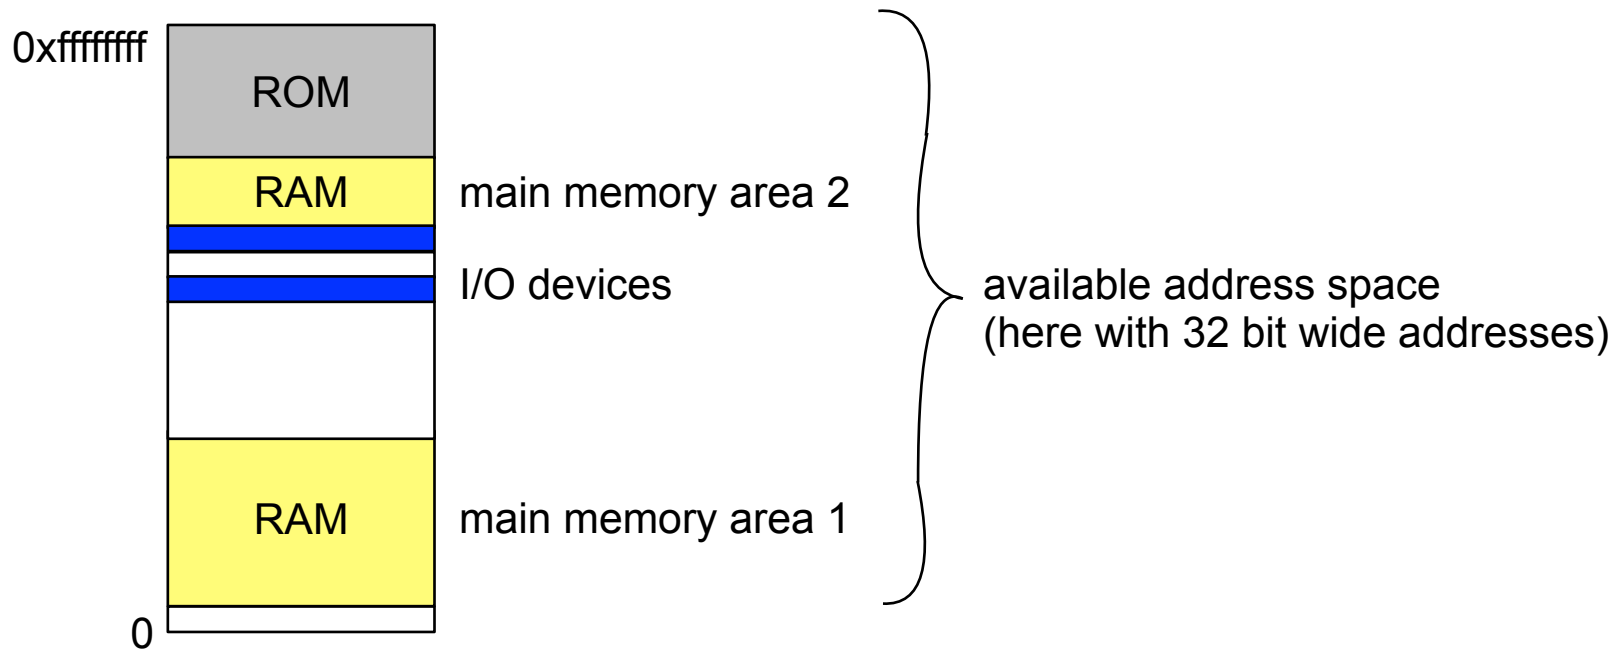 0xffffffff
ROM
RAM
main memory area 2
I/O devices
available address space
(here with 32 bit wide addresses)
RAM
main memory area 1
0